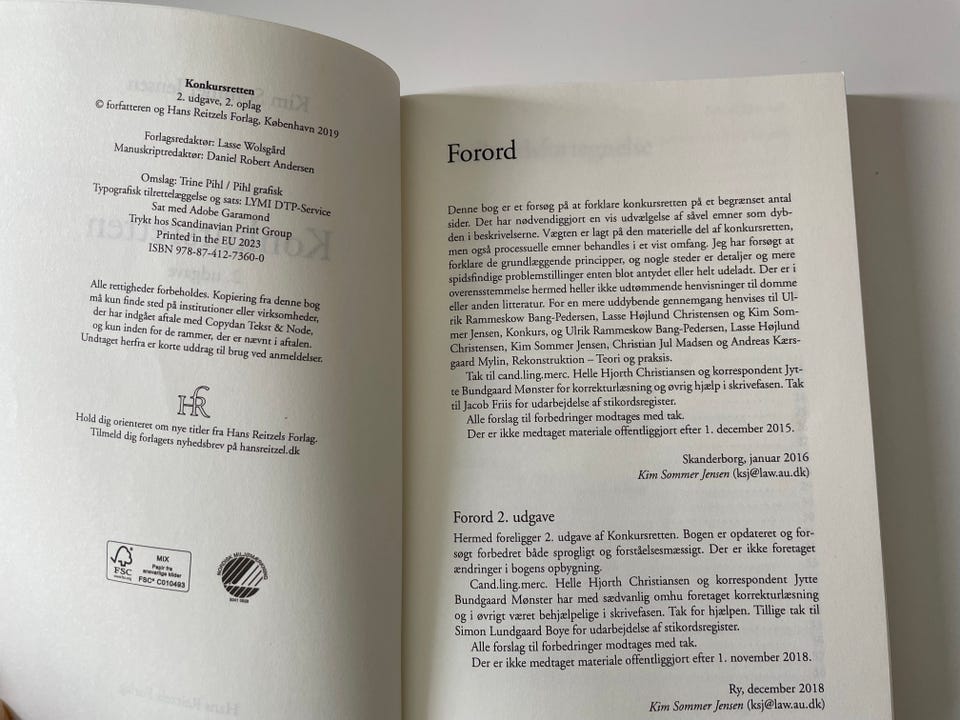 Konkursretten
2. udgave, 2. oplag
© forfatteren og Hans Reitzels Forlag, København 2019
Forlagsredaktør: Lasse Wolsgård
Manuskriptredaktør: Daniel Robert Andersen
Omslag: Trine Pihl / Pihl grafisk
Typografisk tilrettelæggelse og sats: LYMI DTP-Service
Sat med Adobe Garamond
Trykt hos Scandinavian Print Group
Printed in the EU 2023
ISBN 978-87-412-7360-0
Alle rettigheder forbeholdes. Kopiering fra denne bog
må kun finde sted på institutioner eller virksomheder,
der har indgået aftale med Copydan Tekst & Node,
og kun inden for de rammer, der er nævnt i aftalen.
Undtaget herfra er korte uddrag til brug ved anmeldelser.
HR
Hold dig orienteret om nye titler fra Hans Reitzels Forlag.
Tilmeld dig forlagets nyhedsbrev på hansreitzel.dk
FSC
www.fsc.org
MIX
Papir fra
ansvarlige kilder
FSC® C010493
NORDISK MILJØMÆRKNING
Forord
Denne bog er et forsøg på at forklare konkursretten på et begrænset antal
sider. Det har nødvendiggjort en vis udvælgelse af såvel emner som dyb-
den i beskrivelserne. Vægten er lagt på den materielle del af konkursretten,
men også processuelle emner behandles i et vist omfang. Jeg har forsøgt at
forklare de grundlæggende principper, og nogle steder er detaljer og mere
spidsfindige problemstillinger enten blot antydet eller helt udeladt. Der er i
overensstemmelse hermed heller ikke udtømmende henvisninger til domme
eller anden litteratur. For en mere uddybende gennemgang henvises til Ul-
rik Rammeskow Bang-Pedersen, Lasse Højlund Christensen og Kim Som-
mer Jensen, Konkurs, og Ulrik Rammeskow Bang-Pedersen, Lasse Højlund
Christensen, Kim Sommer Jensen, Christian Jul Madsen og Andreas Kærs-
gaard Mylin, Rekonstruktion – Teori og praksis.
Tak til cand.ling.merc. Helle Hjorth Christiansen og korrespondent Jyt-
te Bundgaard Mønster for korrekturlæsning og øvrig hjælp i skrivefasen. Tak
til Jacob Friis for udarbejdelse af stikordsregister.
Alle forslag til forbedringer modtages med tak.
Der er ikke medtaget materiale offentliggjort efter 1. december 2015.
Skanderborg, januar 2016
Kim Sommer Jensen (ksj@law.au.dk)
Forord 2. udgave
Hermed foreligger 2. udgave af Konkursretten. Bogen er opdateret og for-
søgt forbedret både sprogligt og forståelsesmæssigt. Der er ikke foretaget
ændringer i bogens opbygning.
Cand.ling.merc. Helle Hjorth Christiansen og korrespondent Jytte
Bundgaard Mønster har med sædvanlig omhu foretaget korrekturlæsning
og i øvrigt været behjælpelige i skrivefasen. Tak for hjælpen. Tillige tak til
Simon Lundgaard Boye for udarbejdelse af stikordsregister.
Alle forslag til forbedringer modtages med tak.
Der er ikke medtaget materiale offentliggjort efter 1. november 2018.
Ry, december 2018
Kim Sommer Jensen (ksj@law.au.dk)